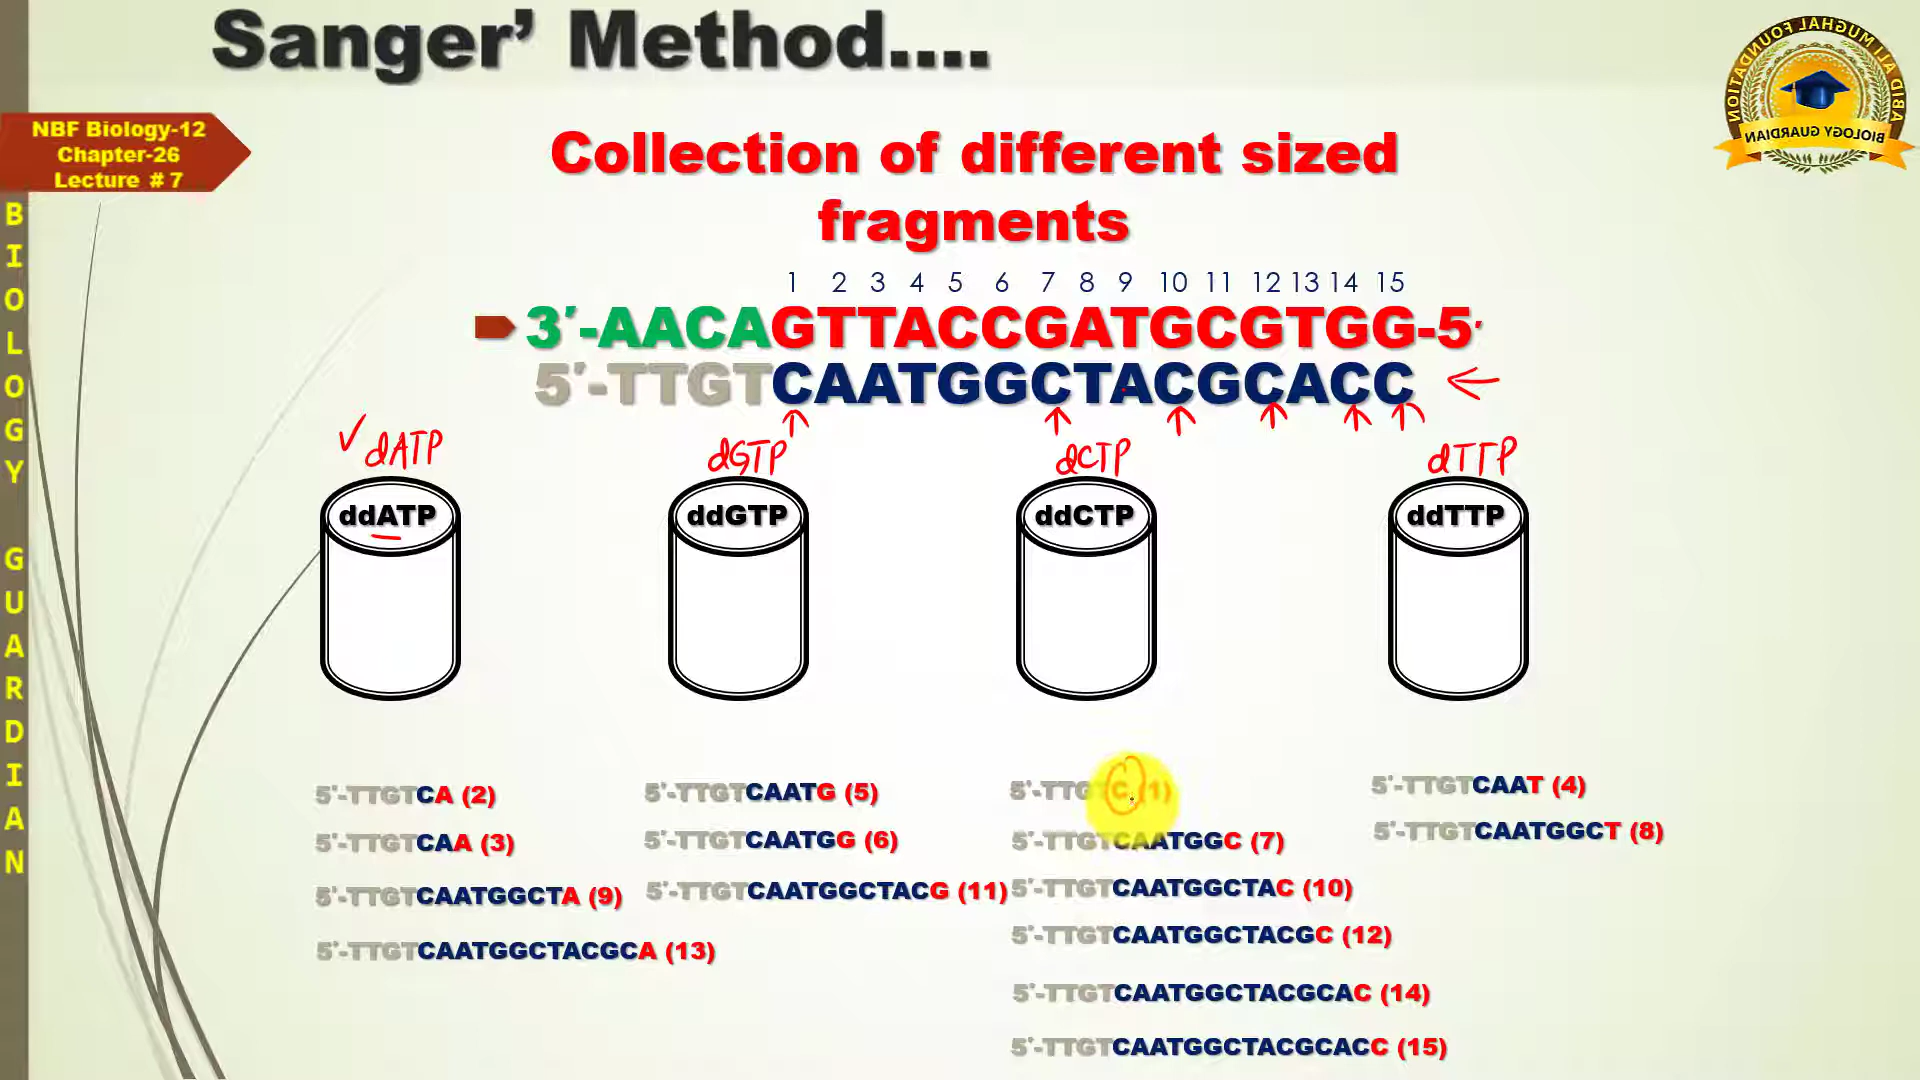 Sanger’ Method....
ABID ALI MUGHAL FOUNDATION
BIOLOGY GUARDIAN
NBF Biology-12
Chapter-26
Lecture # 7
BIOLOGY GUARDIAN
Collection of different sized
fragments
1 2 3 4 5 6 7 8 9 10 11 12 13 14 15
3′-AACAGTTACCGATGCGTGG-5′
5′-TTGTCAATGGCTACGCACC
dATP dGTP dCTP dTTP
ddATP ddGTP ddCTP ddTTP
5′-TTGTCA (2)
5′-TTGTCAA (3)
5′-TTGTCAATGGCTA (9)
5′-TTGTCAATGGCTACGCA (13)
5′-TTGTCAATG (5)
5′-TTGTCAATGG (6)
5′-TTGTCAATGGCTACG (11)
5′-TTGTC (1)
5′-TTGTCAATGGC (7)
5′-TTGTCAATGGCTAC (10)
5′-TTGTCAATGGCTACGC (12)
5′-TTGTCAATGGCTACGCAC (14)
5′-TTGTCAATGGCTACGCACC (15)
5′-TTGTCAAT (4)
5′-TTGTCAATGGCT (8)